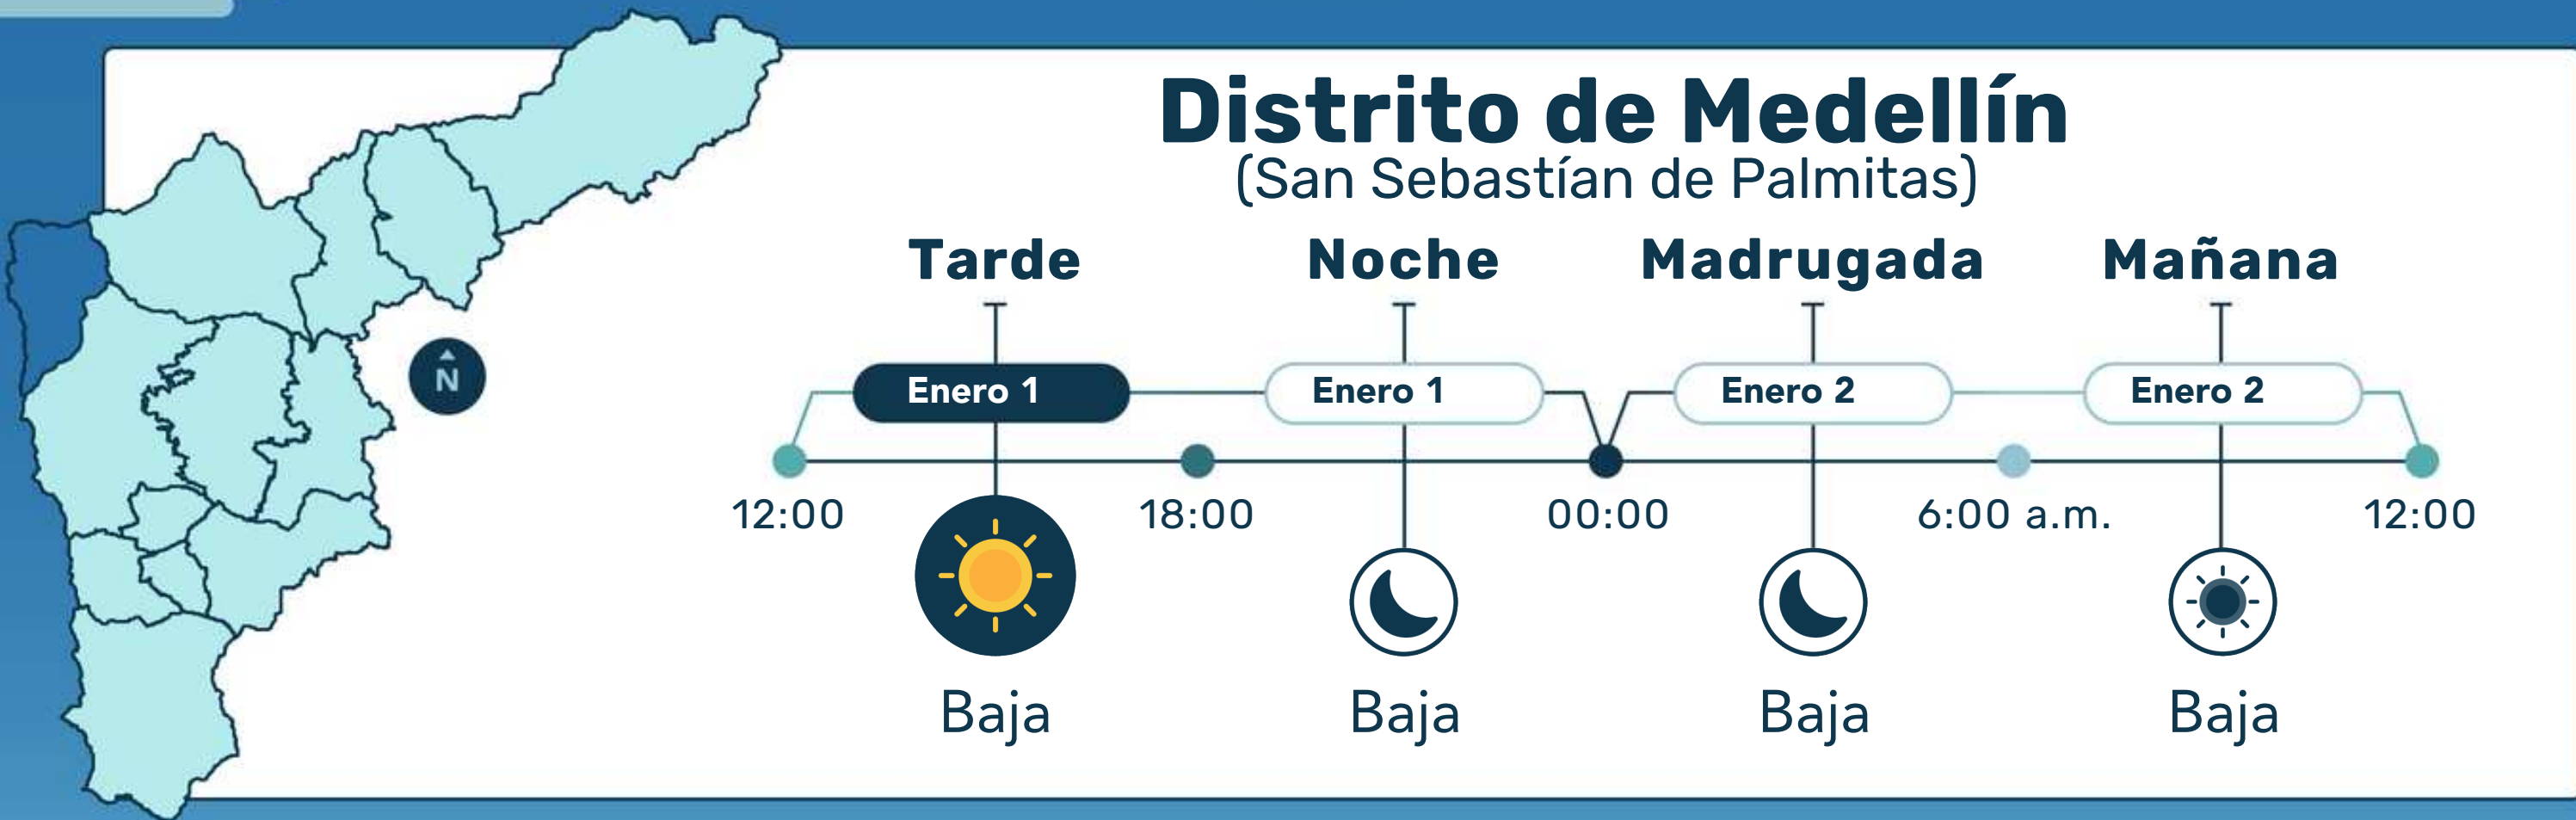 Distrito de Medellín
(San Sebastían de Palmitas)
Tarde Noche Madrugada Mañana
N
Enero 1 Enero 1 Enero 2 Enero 2
12:00 18:00 00:00 6:00 a.m. 12:00
Baja Baja Baja Baja